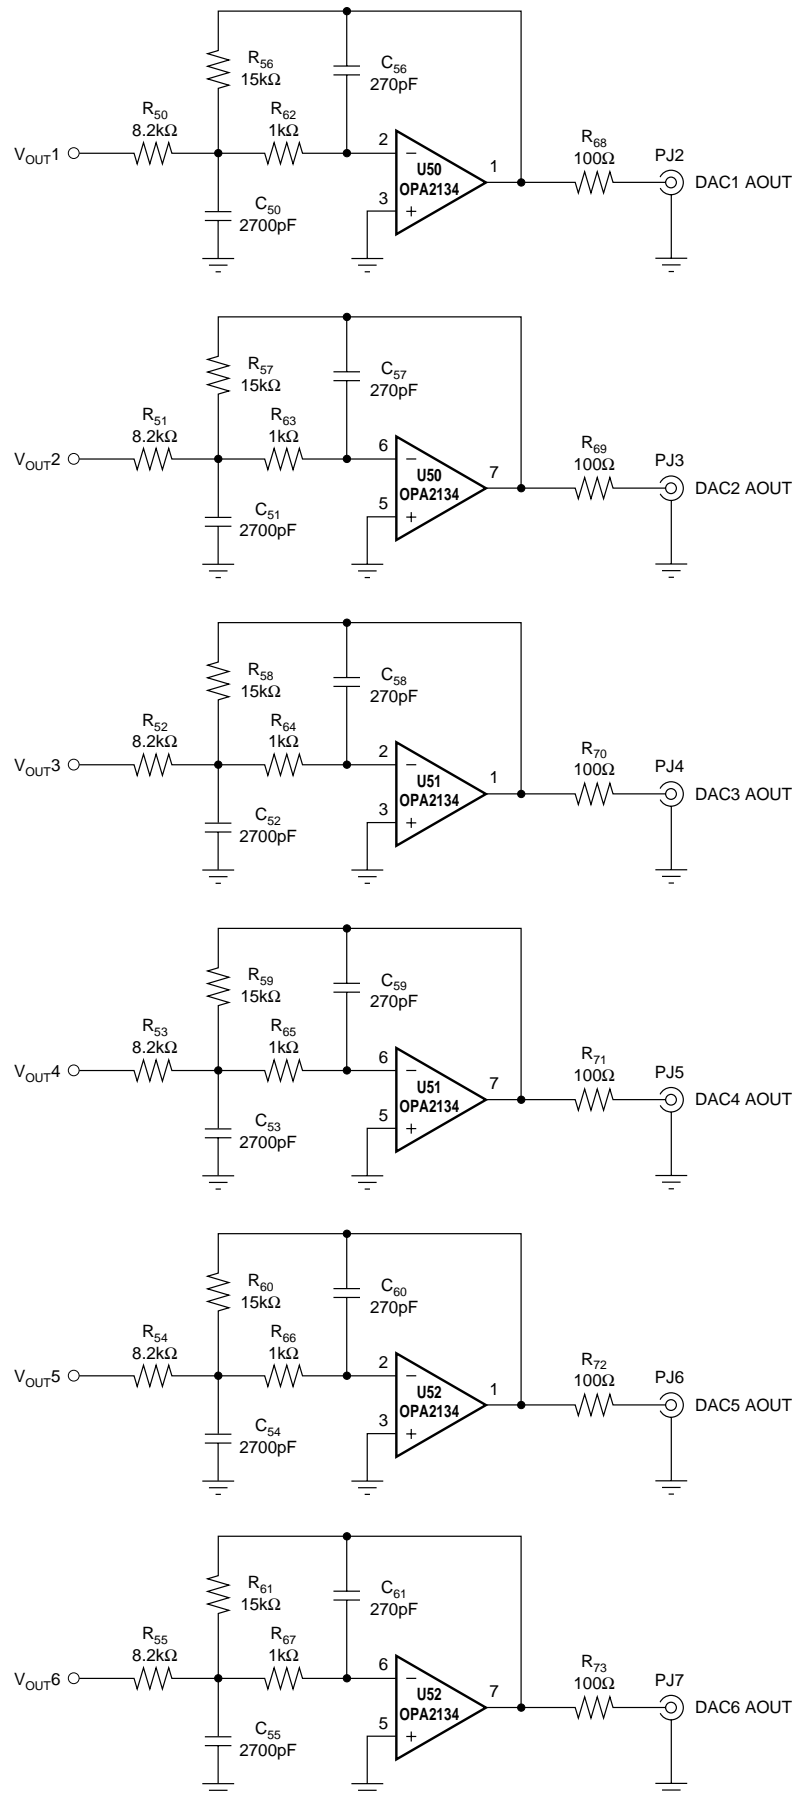 R56
15kΩ
C56
270pF
R50
8.2kΩ
R62
1kΩ
VOUT1
2
−
U50
OPA2134
1
3
+
R68
100Ω
PJ2
DAC1 AOUT
C50
2700pF
R57
15kΩ
C57
270pF
R51
8.2kΩ
R63
1kΩ
VOUT2
6
−
U50
OPA2134
7
5
+
R69
100Ω
PJ3
DAC2 AOUT
C51
2700pF
R58
15kΩ
C58
270pF
R52
8.2kΩ
R64
1kΩ
VOUT3
2
−
U51
OPA2134
1
3
+
R70
100Ω
PJ4
DAC3 AOUT
C52
2700pF
R59
15kΩ
C59
270pF
R53
8.2kΩ
R65
1kΩ
VOUT4
6
−
U51
OPA2134
7
5
+
R71
100Ω
PJ5
DAC4 AOUT
C53
2700pF
R60
15kΩ
C60
270pF
R54
8.2kΩ
R66
1kΩ
VOUT5
2
−
U52
OPA2134
1
3
+
R72
100Ω
PJ6
DAC5 AOUT
C54
2700pF
R61
15kΩ
C61
270pF
R55
8.2kΩ
R67
1kΩ
VOUT6
6
−
U52
OPA2134
7
5
+
R73
100Ω
PJ7
DAC6 AOUT
C55
2700pF